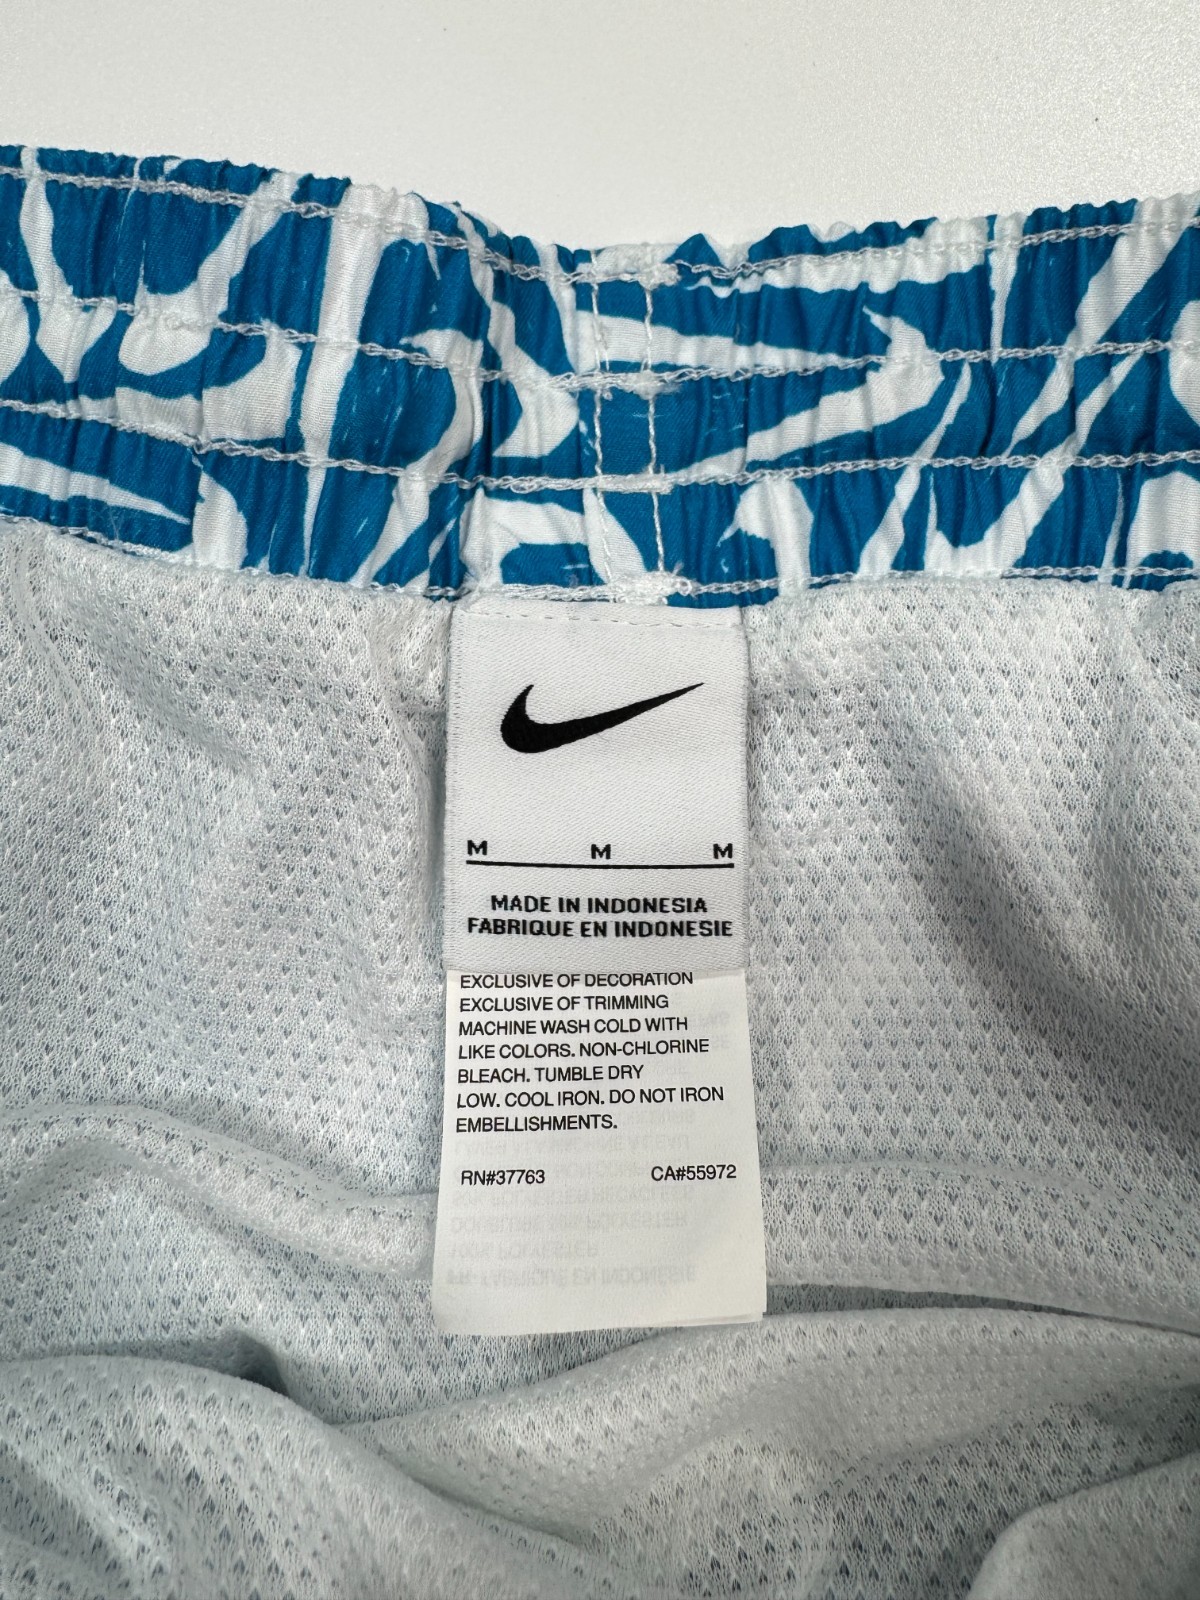 M M M
MADE IN INDONESIA
FABRIQUE EN INDONESIE
EXCLUSIVE OF DECORATION
EXCLUSIVE OF TRIMMING
MACHINE WASH COLD WITH
LIKE COLORS. NON-CHLORINE
BLEACH. TUMBLE DRY
LOW. COOL IRON. DO NOT IRON
EMBELLISHMENTS.
RN#37763 CA#55972